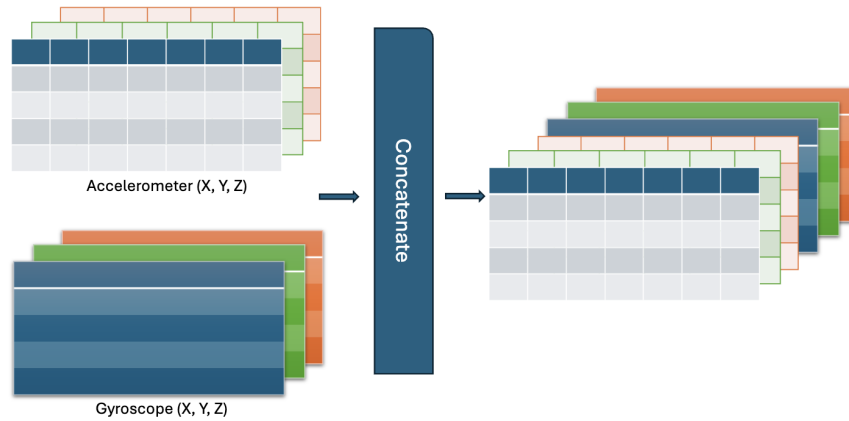 Accelerometer (X, Y, Z)
Concatenate
Gyroscope (X, Y, Z)